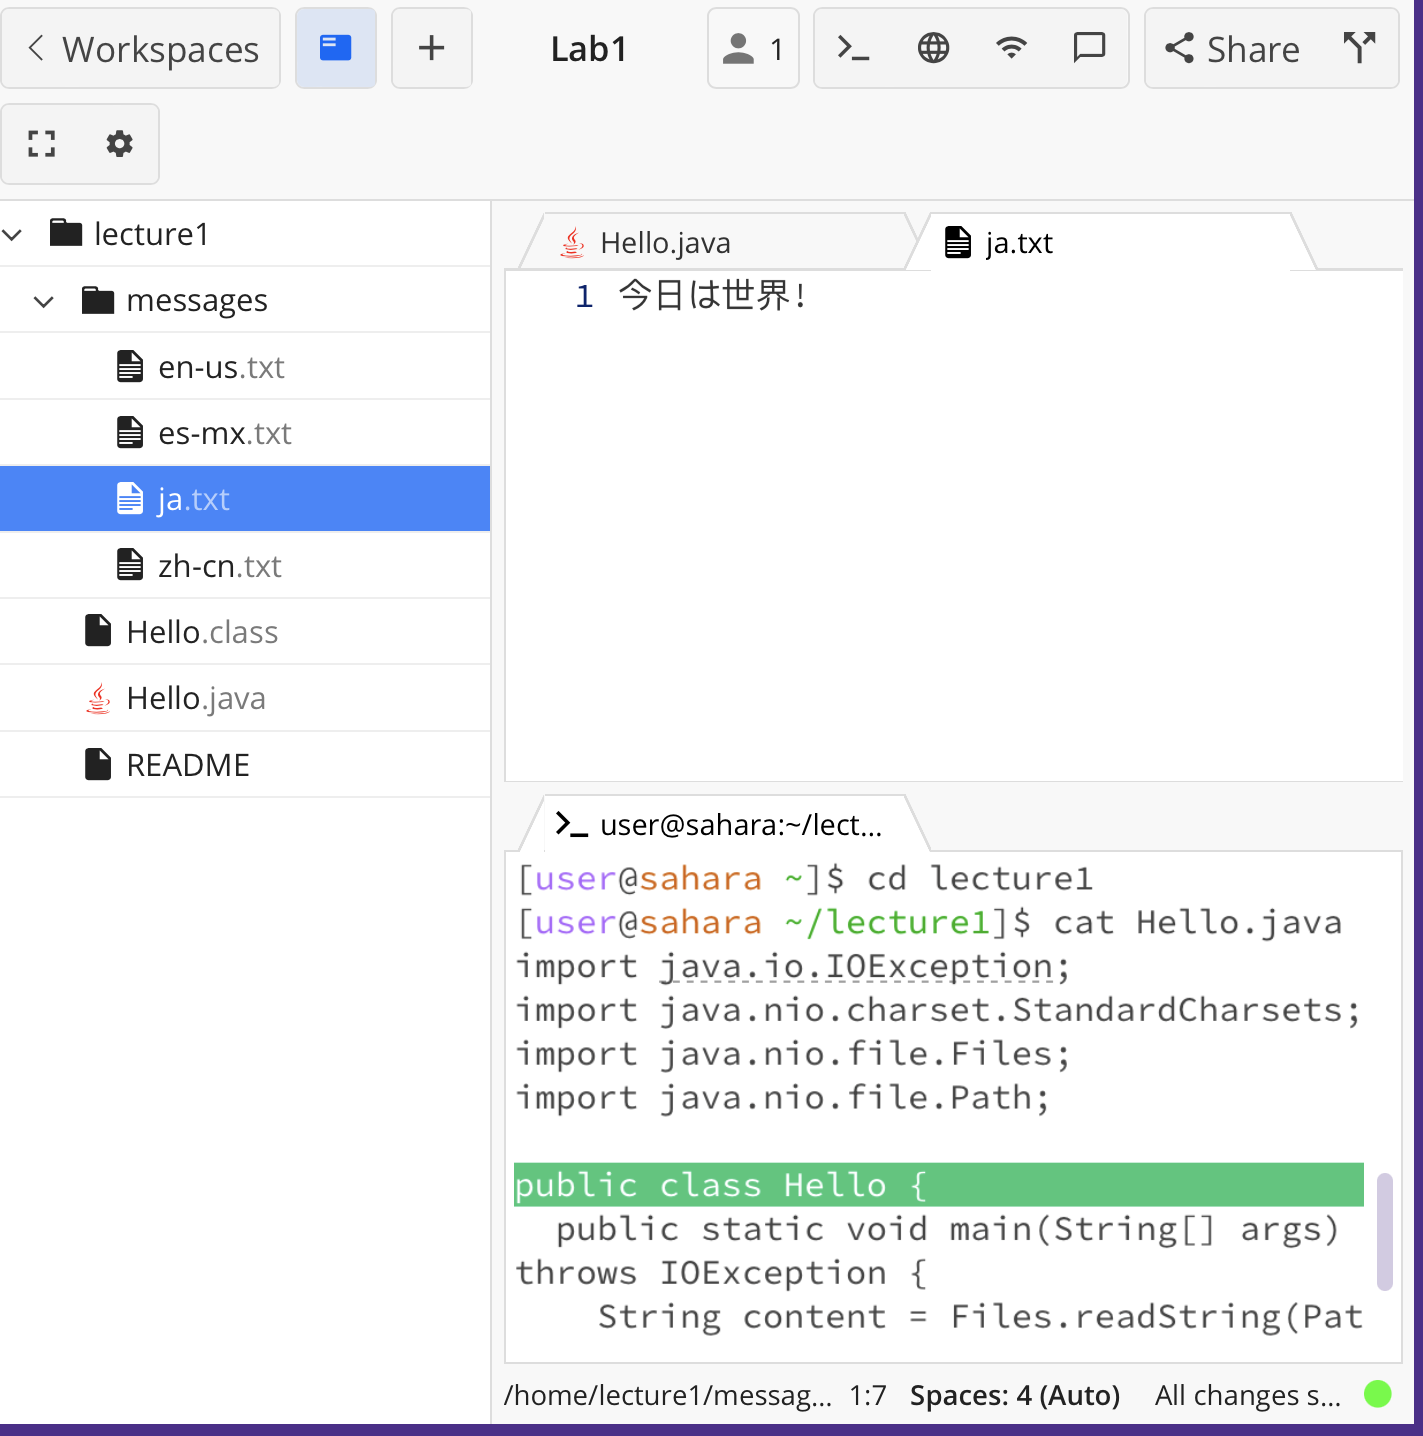 Workspaces
Lab1
1
Share
lecture1
messages
en-us.txt
es-mx.txt
ja.txt
zh-cn.txt
Hello.class
Hello.java
README
Hello.java
ja.txt
1 今日は世界!
user@sahara:~/lect...
[user@sahara ~]$ cd lecture1
[user@sahara ~/lecture1]$ cat Hello.java
import java.io.IOException;
import java.nio.charset.StandardCharsets;
import java.nio.file.Files;
import java.nio.file.Path;
public class Hello {
public static void main(String[] args)
throws IOException {
String content = Files.readString(Pat
/home/lecture1/messag... 1:7 Spaces: 4 (Auto) All changes s...